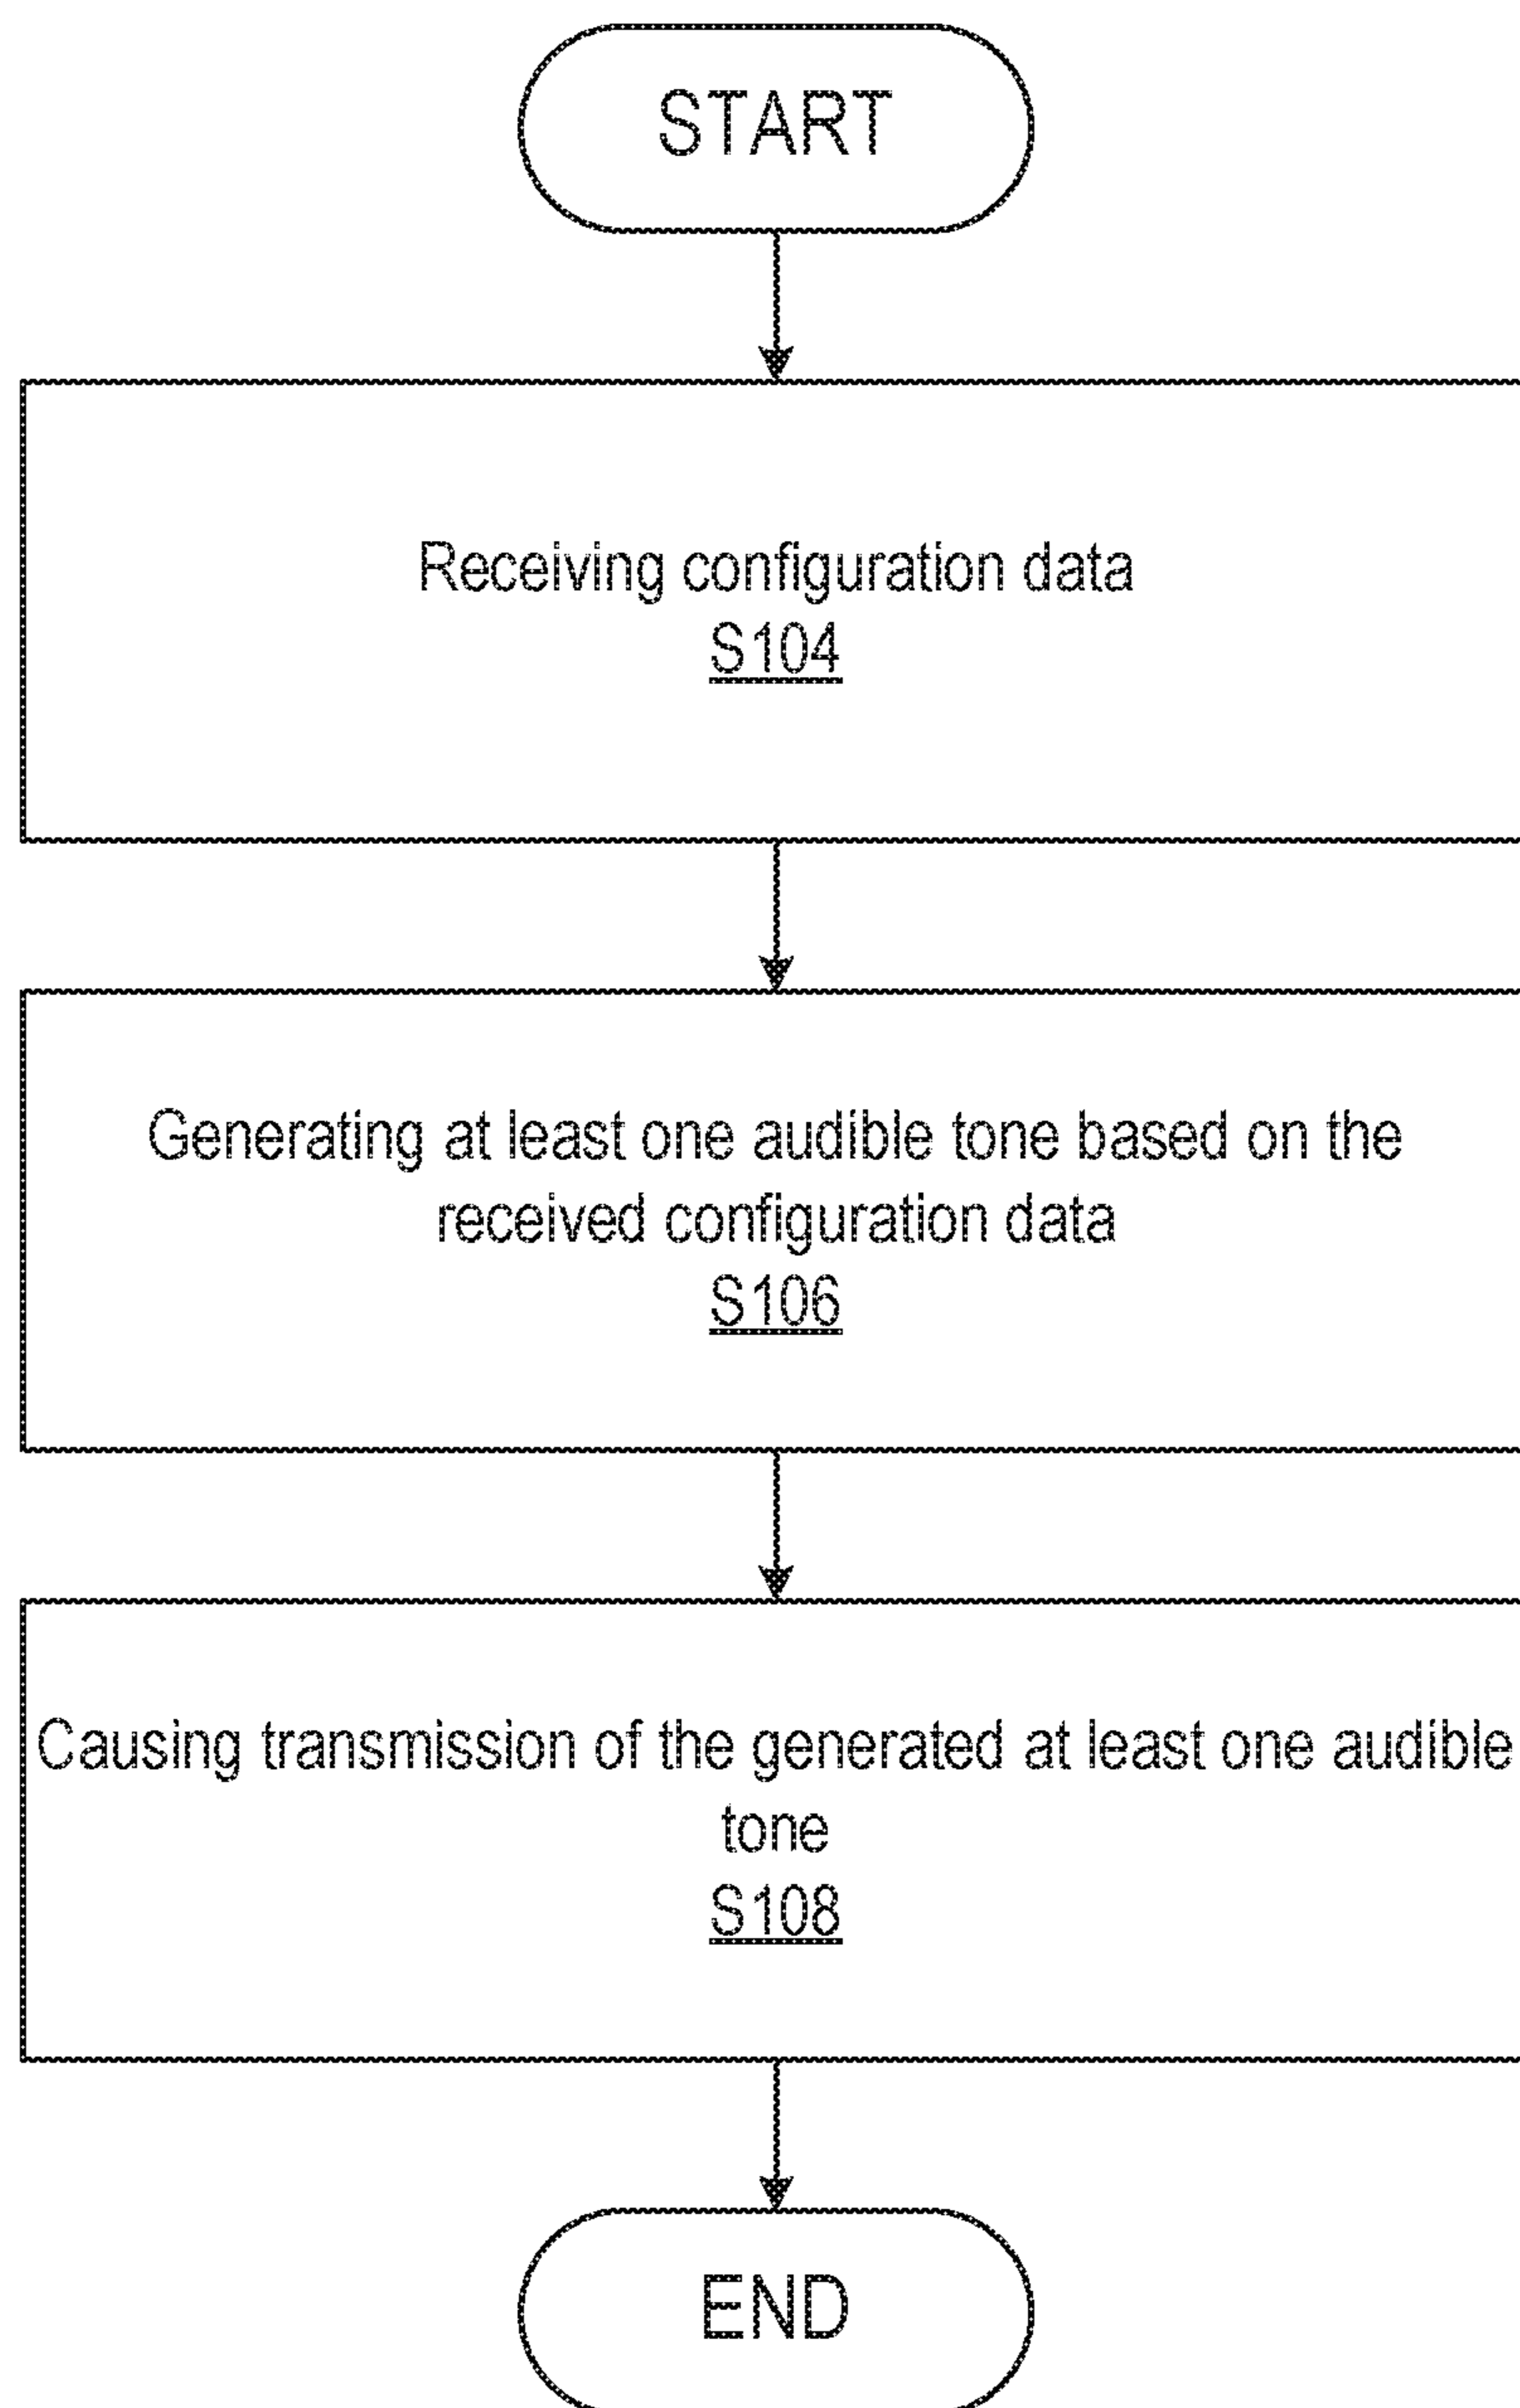 START
Receiving configuration data
S104
Generating at least one audible tone based on the
received configuration data
S106
Causing transmission of the generated at least one audible
tone
S108
END